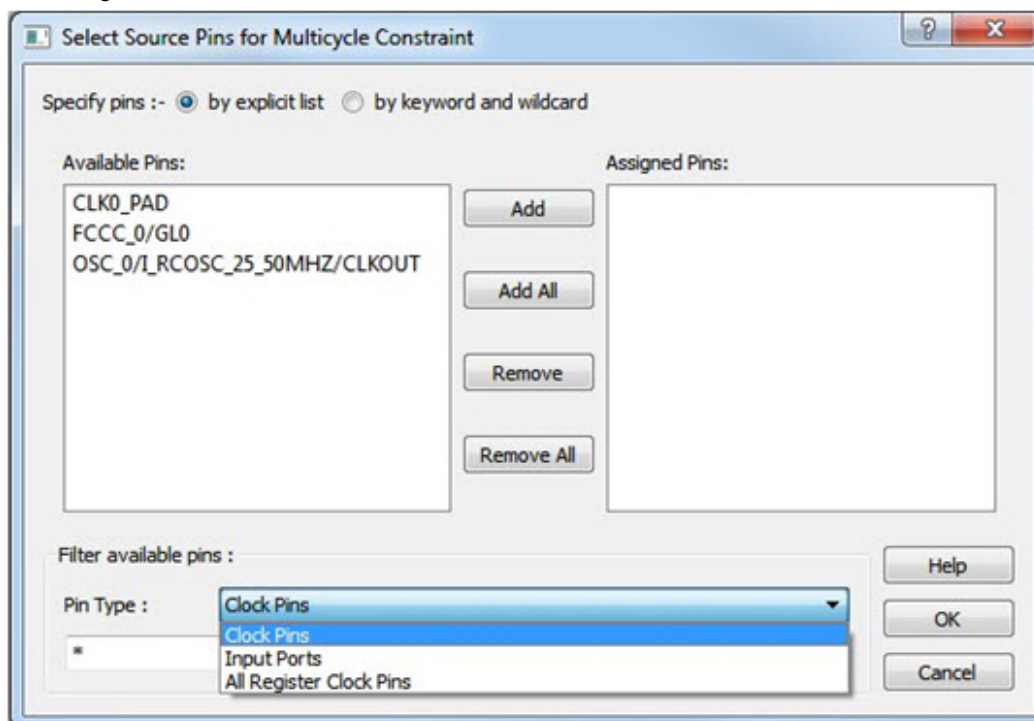 Select Source Pins for Multicycle Constraint
Specify pins :- by explicit list by keyword and wildcard
Available Pins:
Assigned Pins:
CLK0_PAD
FCCC_0/GL0
OSC_0/I_RCOSC_25_50MHZ/CLKOUT
Add
Add All
Remove
Remove All
Filter available pins :
Pin Type :
Clock Pins
Clock Pins
Input Ports
All Register Clock Pins
*
Help
OK
Cancel